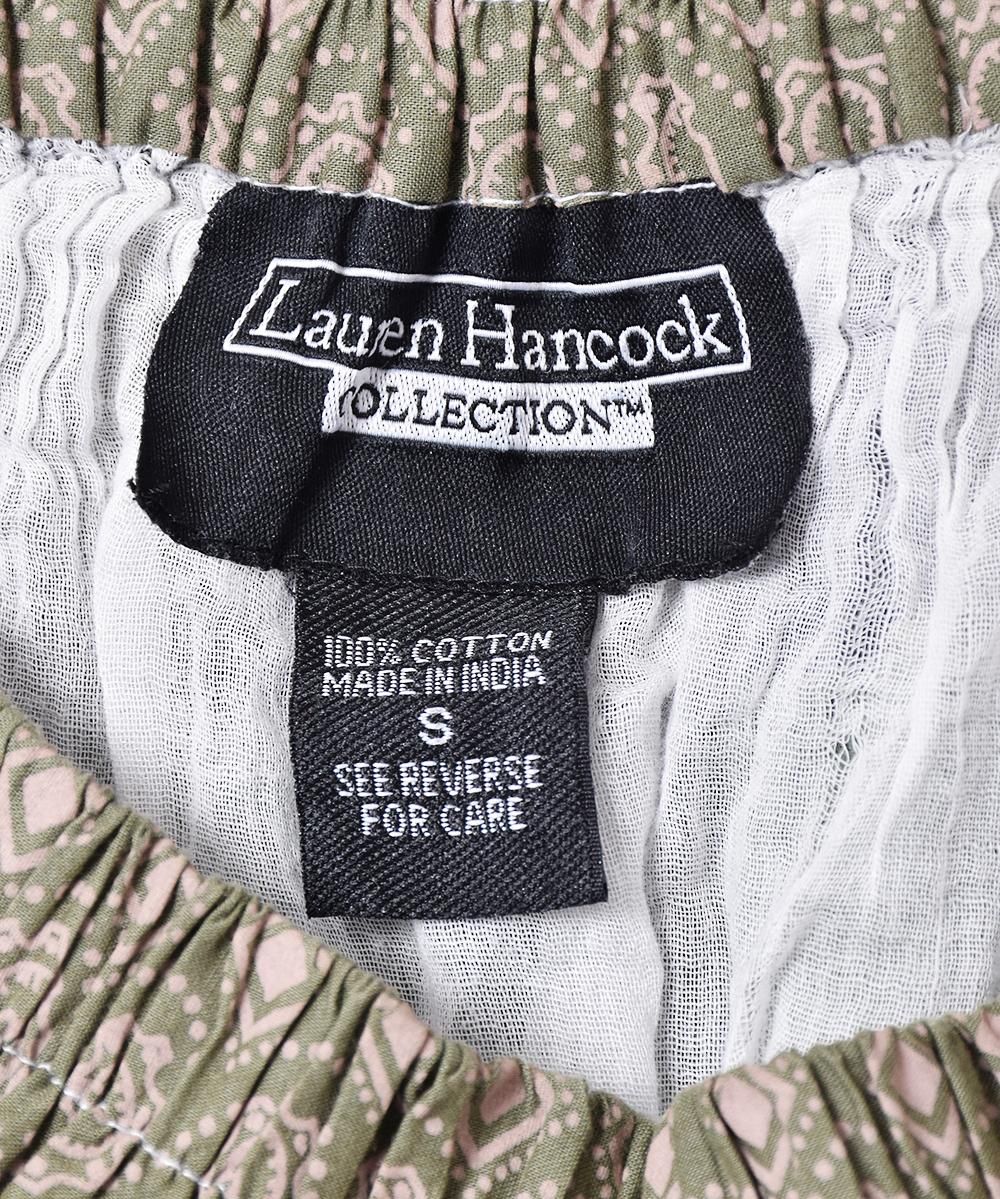 Lauren Hancock
COLLECTION™
100% COTTON
MADE IN INDIA
S
SEE REVERSE
FOR CARE